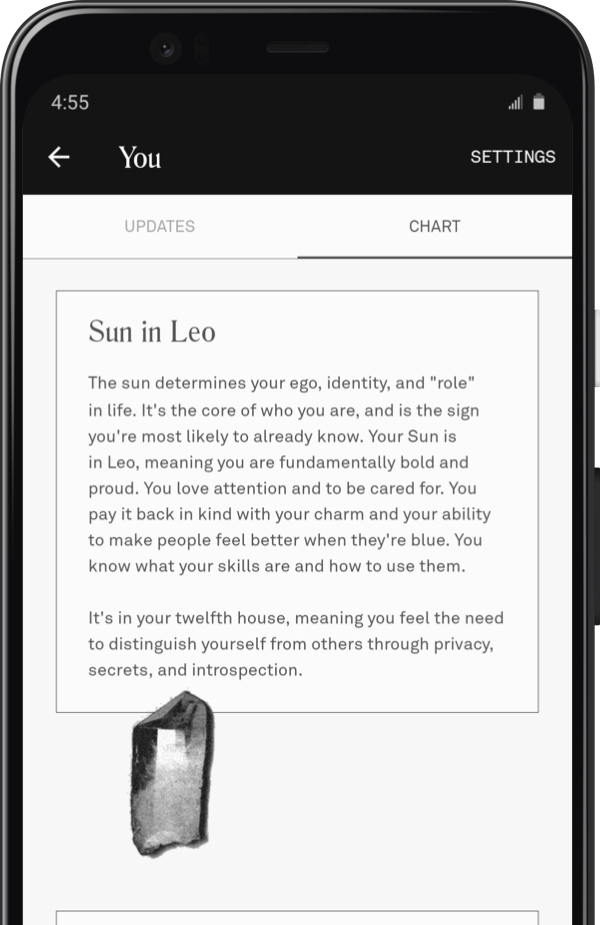 4:55
You
SETTINGS
UPDATES
CHART
Sun in Leo
The sun determines your ego, identity, and "role"
in life. It's the core of who you are, and is the sign
you're most likely to already know. Your Sun is
in Leo, meaning you are fundamentally bold and
proud. You love attention and to be cared for. You
pay it back in kind with your charm and your ability
to make people feel better when they're blue. You
know what your skills are and how to use them.
It's in your twelfth house, meaning you feel the need
to distinguish yourself from others through privacy,
secrets, and introspection.